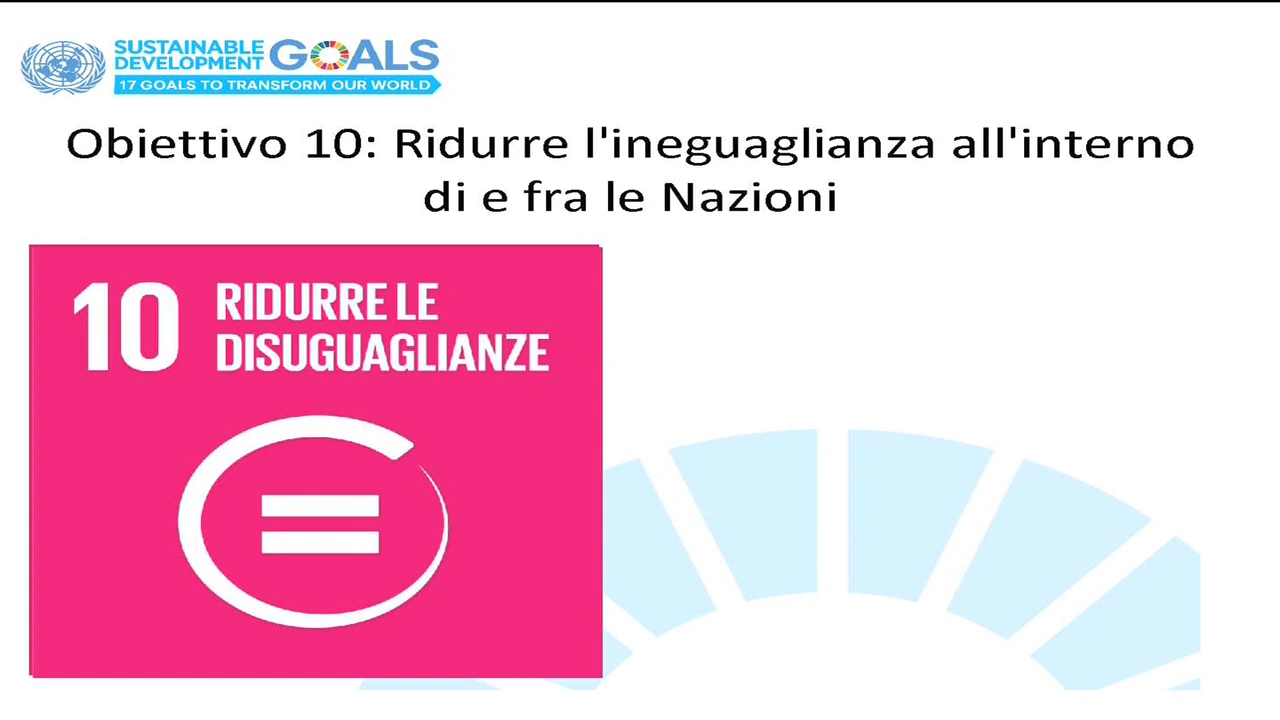 SUSTAINABLE
DEVELOPMENT GOALS
17 GOALS TO TRANSFORM OUR WORLD
Obiettivo 10: Ridurre l'ineguaglianza all'interno
di e fra le Nazioni
10 RIDURRE LE
DISUGUAGLIANZE